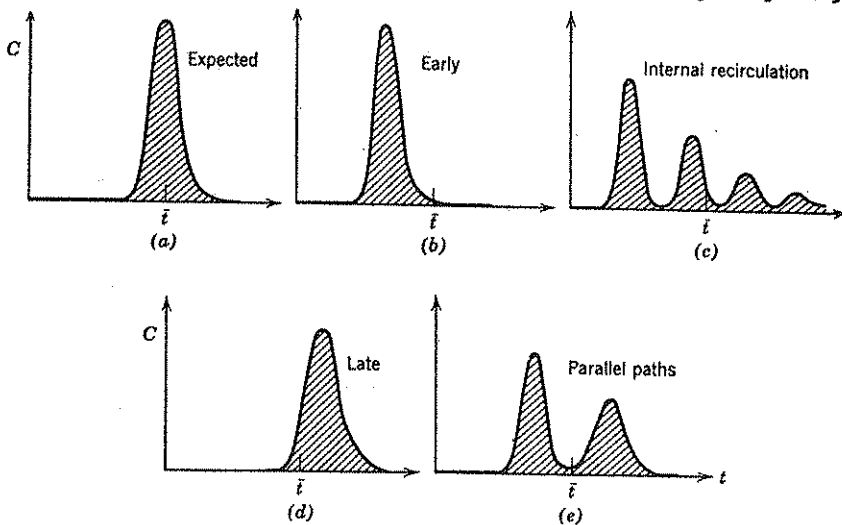 C
Expected
t̄
(a)
Early
t̄
(b)
Internal recirculation
t̄
(c)
C
Late
t̄
(d)
Parallel paths
t̄
t
(e)